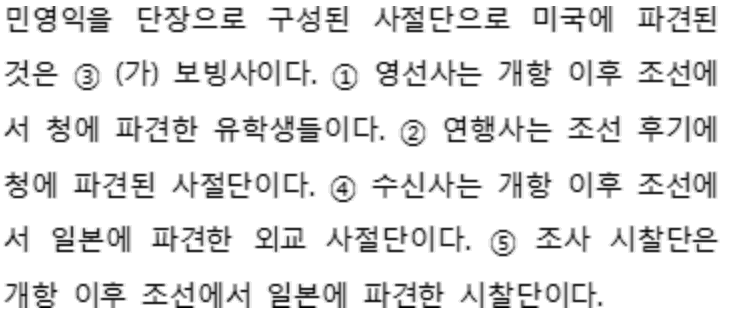 민영익을 단장으로 구성된 사절단으로 미국에 파견된
것은 ③ (가) 보빙사이다. ① 영선사는 개항 이후 조선에
서 청에 파견한 유학생들이다. ② 연행사는 조선 후기에
청에 파견된 사절단이다. ④ 수신사는 개항 이후 조선에
서 일본에 파견한 외교 사절단이다. ⑤ 조사 시찰단은
개항 이후 조선에서 일본에 파견한 시찰단이다.